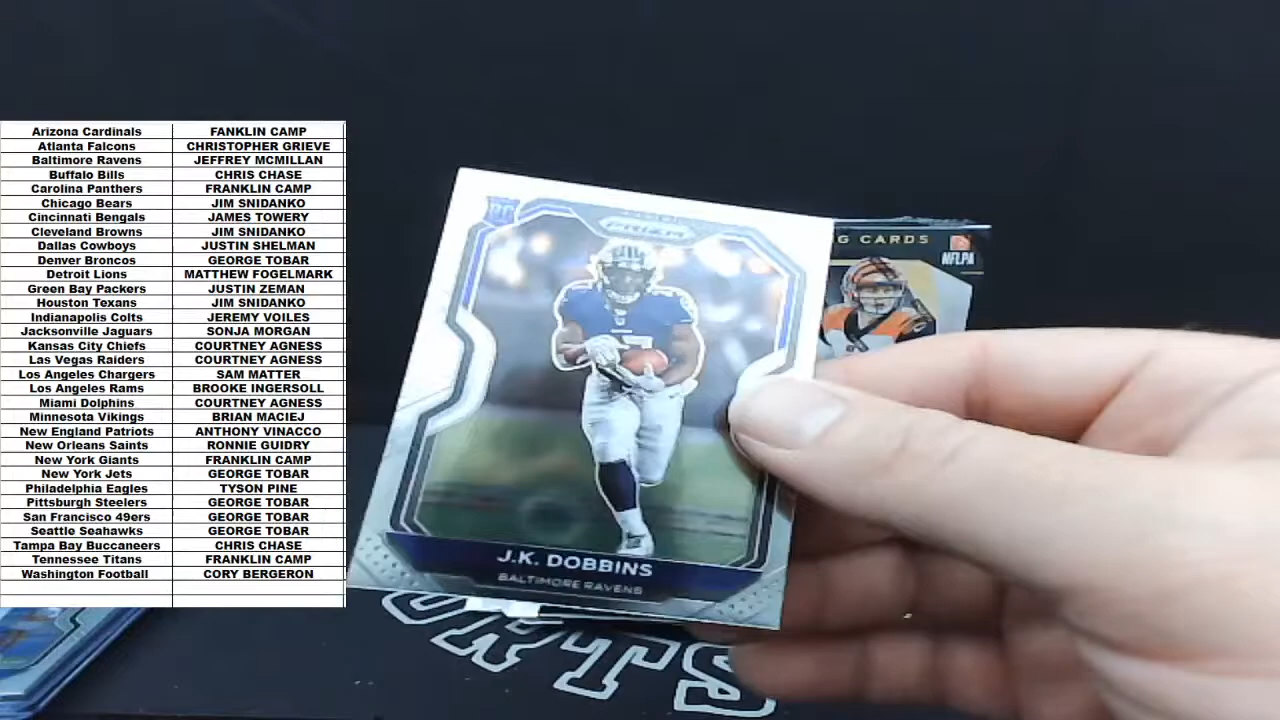 Arizona Cardinals FANKLIN CAMP
Atlanta Falcons CHRISTOPHER GRIEVE
Baltimore Ravens JEFFREY MCMILLAN
Buffalo Bills CHRIS CHASE
Carolina Panthers FRANKLIN CAMP
Chicago Bears JIM SNIDANKO
Cincinnati Bengals JAMES TOWERY
Cleveland Browns JIM SNIDANKO
Dallas Cowboys JUSTIN SHELMAN
Denver Broncos GEORGE TOBAR
Detroit Lions MATTHEW FOGELMARK
Green Bay Packers JUSTIN ZEMAN
Houston Texans JIM SNIDANKO
Indianapolis Colts JEREMY VOILES
Jacksonville Jaguars SONJA MORGAN
Kansas City Chiefs COURTNEY AGNESS
Las Vegas Raiders COURTNEY AGNESS
Los Angeles Chargers SAM MATTER
Los Angeles Rams BROOKE INGERSOLL
Miami Dolphins COURTNEY AGNESS
Minnesota Vikings BRIAN MACIEJ
New England Patriots ANTHONY VINACCO
New Orleans Saints RONNIE GUIDRY
New York Giants FRANKLIN CAMP
New York Jets GEORGE TOBAR
Philadelphia Eagles TYSON PINE
Pittsburgh Steelers GEORGE TOBAR
San Francisco 49ers GEORGE TOBAR
Seattle Seahawks GEORGE TOBAR
Tampa Bay Buccaneers CHRIS CHASE
Tennessee Titans FRANKLIN CAMP
Washington Football CORY BERGERON
RC
PRIZM
J.K. DOBBINS
BALTIMORE RAVENS
G CARDS
NFLPA